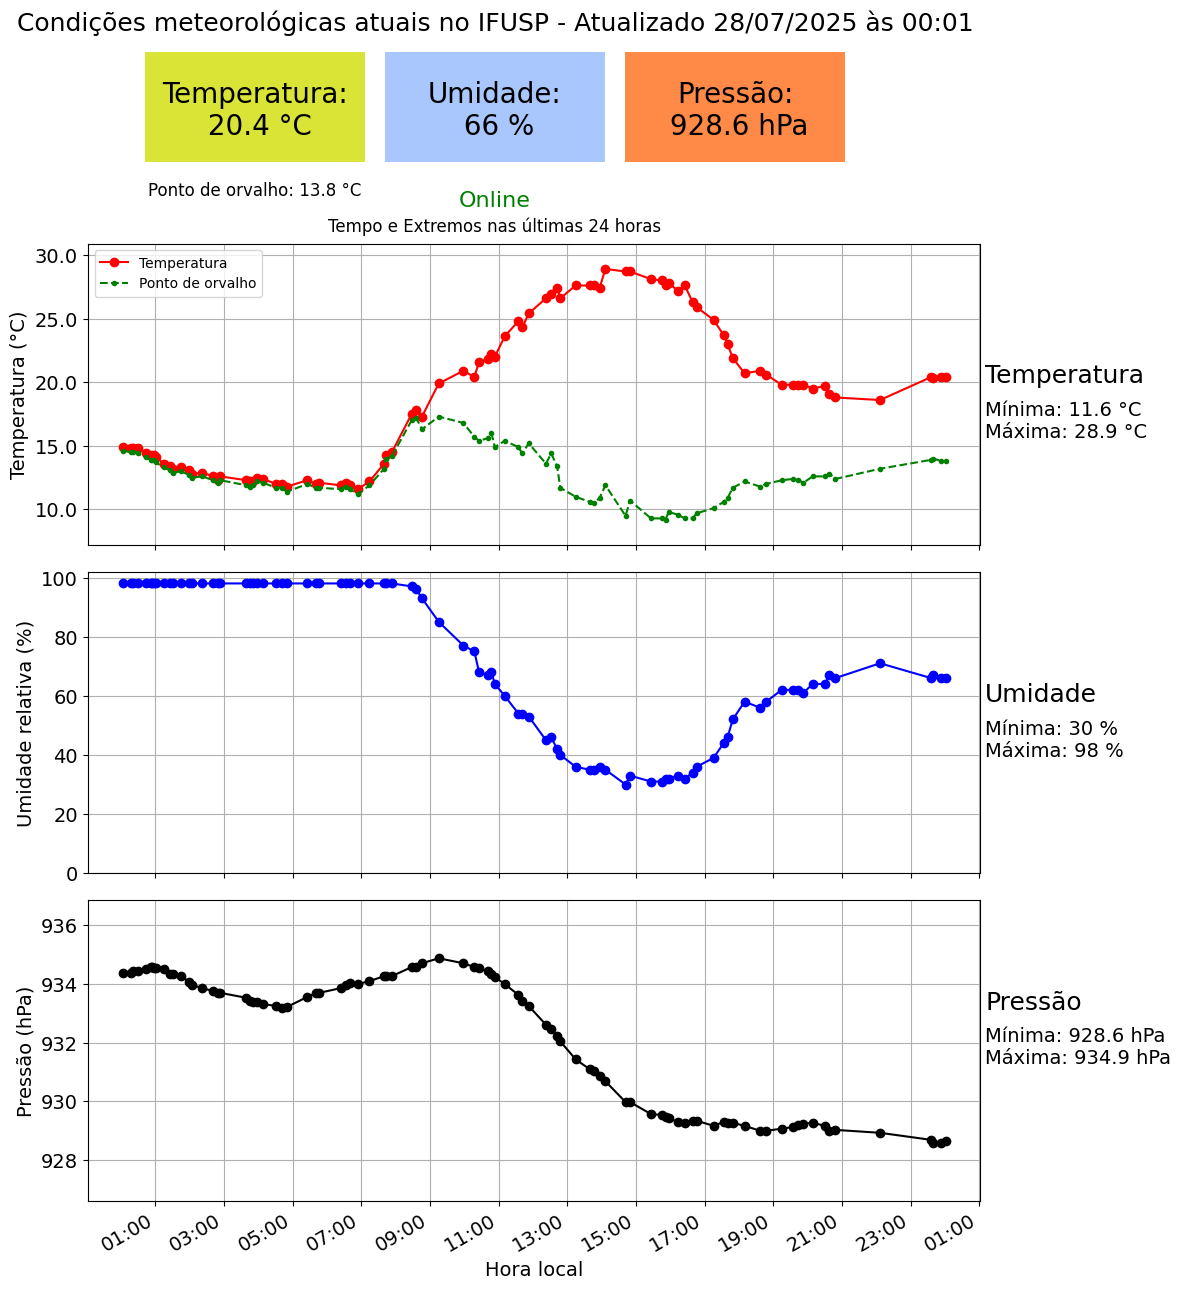 Condições meteorológicas atuais no IFUSP - Atualizado 28/07/2025 às 00:01
Temperatura:
20.4 °C
Umidade:
66 %
Pressão:
928.6 hPa
Ponto de orvalho: 13.8 °C
Online
Tempo e Extremos nas últimas 24 horas
Temperatura (°C)
30.0
25.0
20.0
15.0
10.0
Temperatura
Ponto de orvalho
Temperatura
Mínima: 11.6 °C
Máxima: 28.9 °C
Umidade relativa (%)
100
80
60
40
20
0
Umidade
Mínima: 30 %
Máxima: 98 %
Pressão (hPa)
936
934
932
930
928
Pressão
Mínima: 928.6 hPa
Máxima: 934.9 hPa
01:00 03:00 05:00 07:00 09:00 11:00 13:00 15:00 17:00 19:00 21:00 23:00 01:00
Hora local